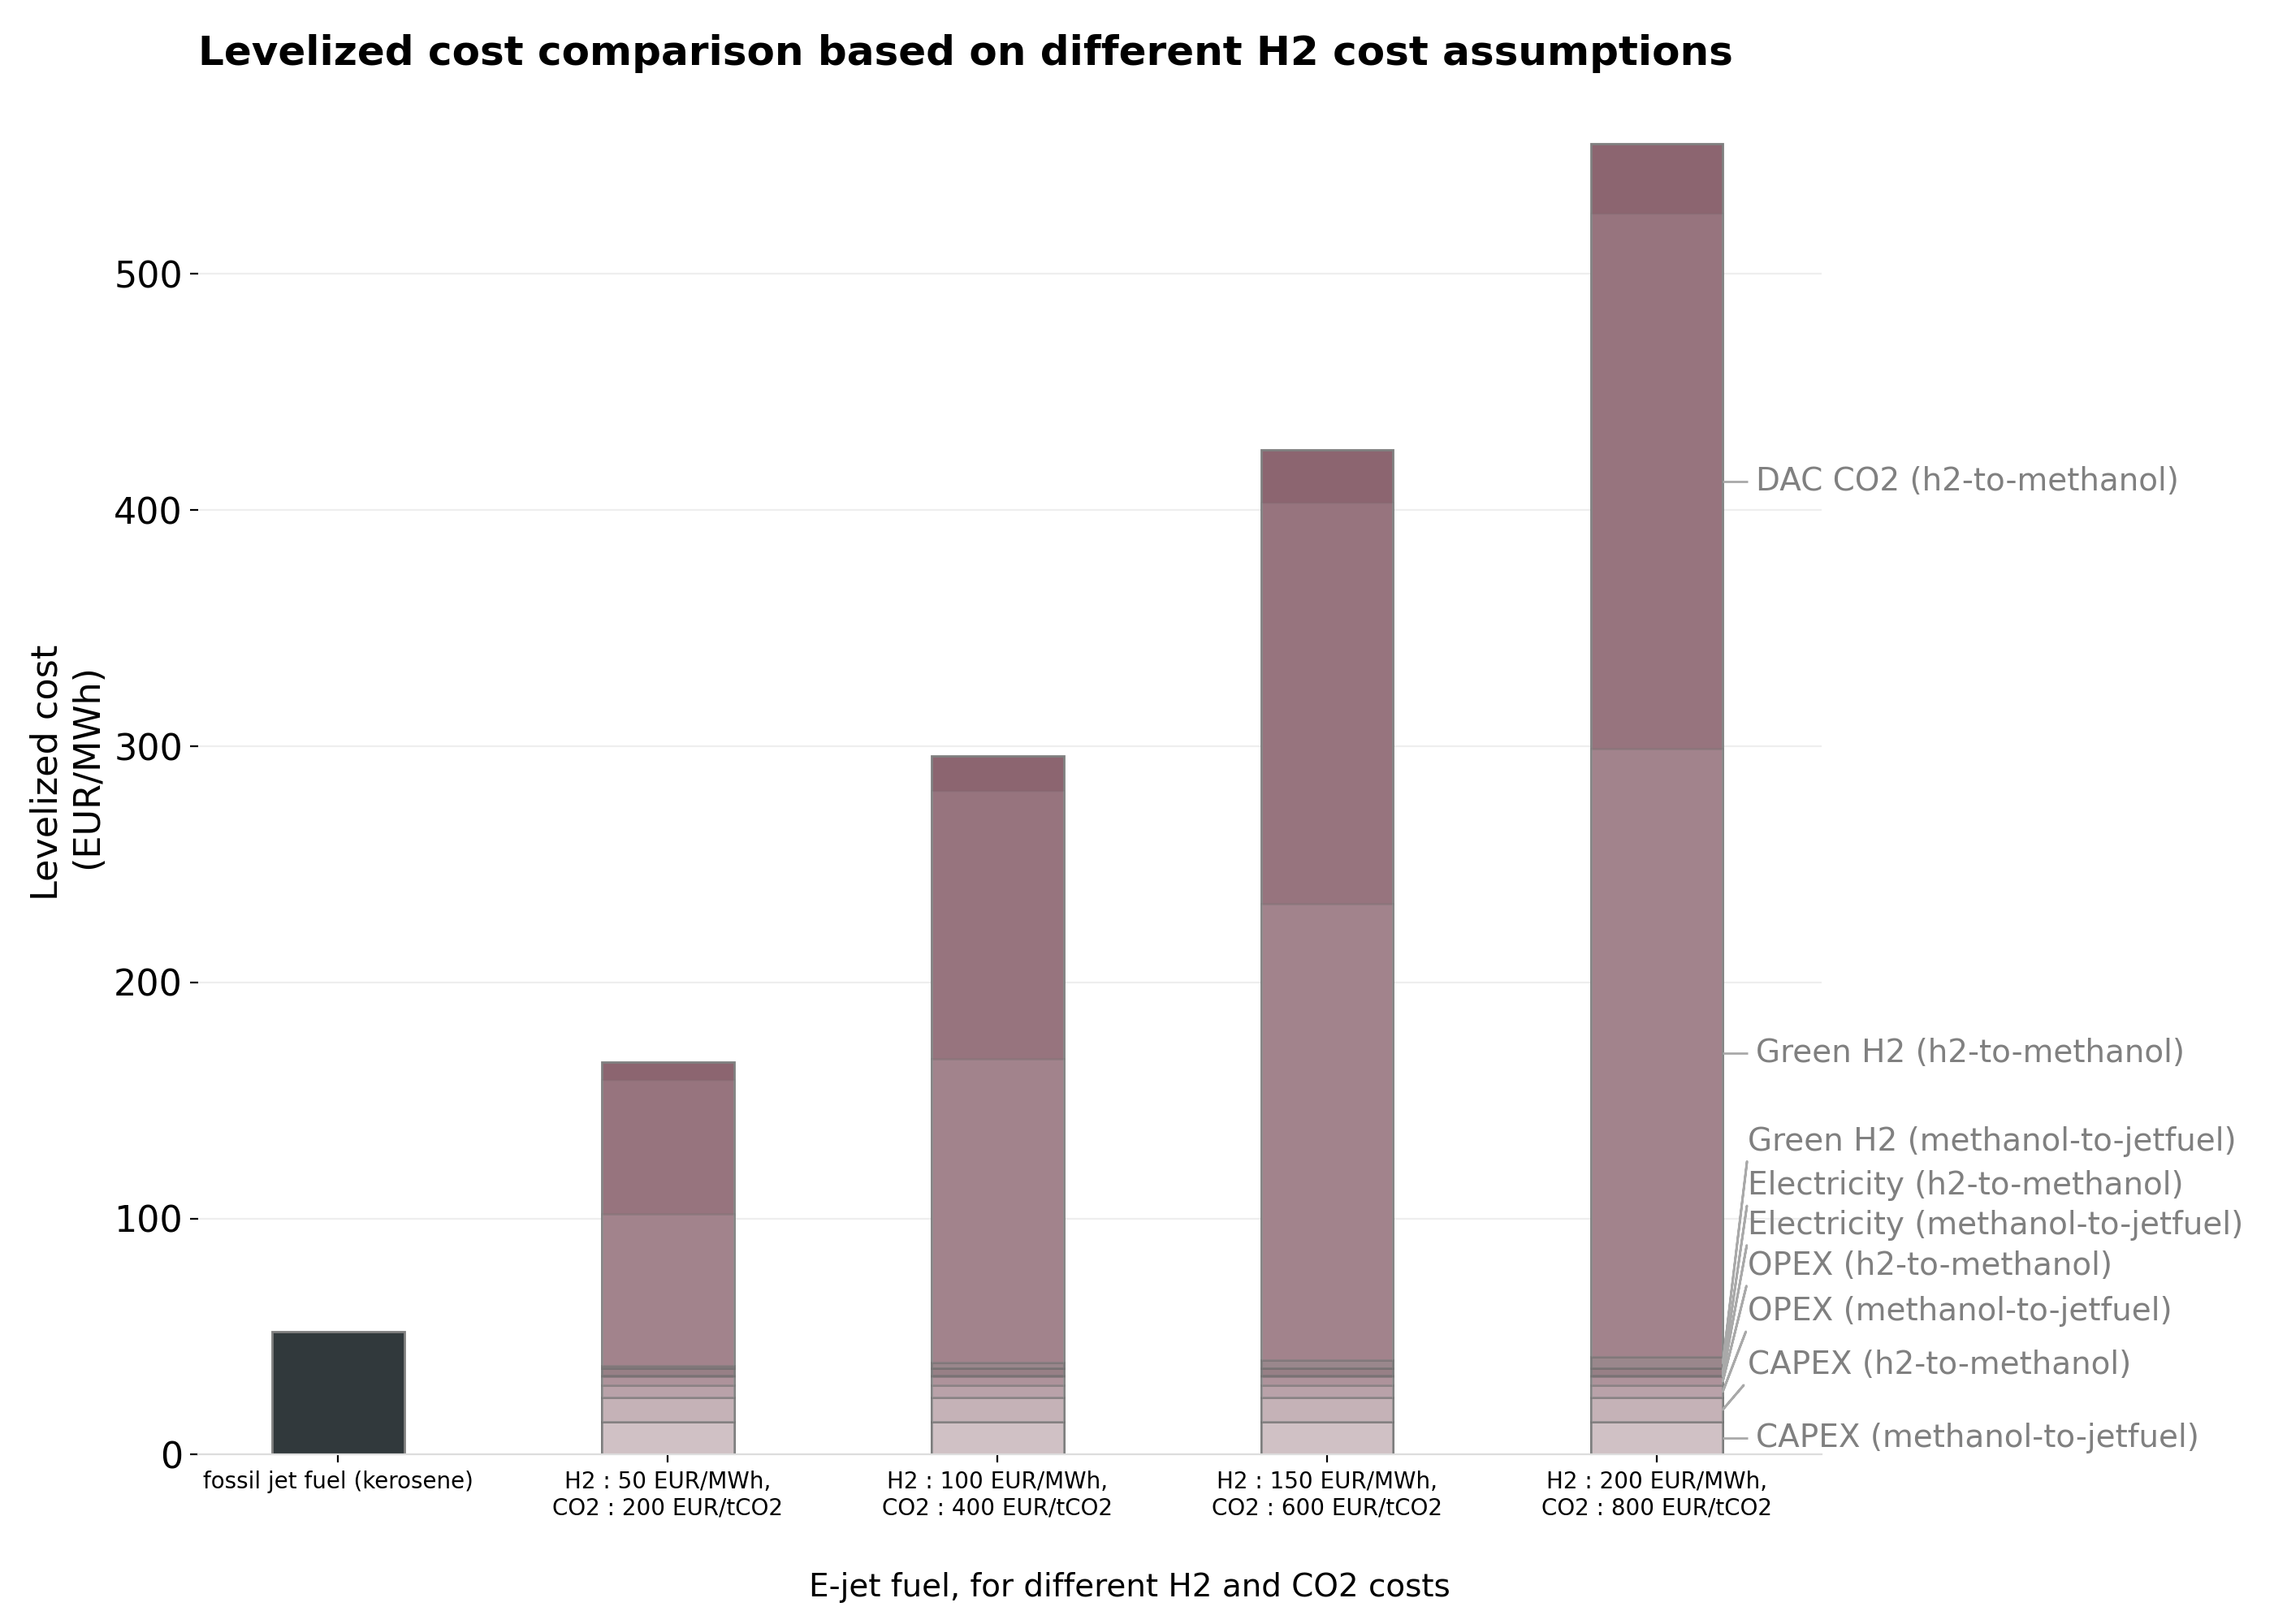 Levelized cost comparison based on different H2 cost assumptions
Levelized cost
(EUR/MWh)
500
400
300
200
100
0
DAC CO2 (h2-to-methanol)
Green H2 (h2-to-methanol)
Green H2 (methanol-to-jetfuel)
Electricity (h2-to-methanol)
Electricity (methanol-to-jetfuel)
OPEX (h2-to-methanol)
OPEX (methanol-to-jetfuel)
CAPEX (h2-to-methanol)
CAPEX (methanol-to-jetfuel)
fossil jet fuel (kerosene)
H2 : 50 EUR/MWh,
CO2 : 200 EUR/tCO2
H2 : 100 EUR/MWh,
CO2 : 400 EUR/tCO2
H2 : 150 EUR/MWh,
CO2 : 600 EUR/tCO2
H2 : 200 EUR/MWh,
CO2 : 800 EUR/tCO2
E-jet fuel, for different H2 and CO2 costs